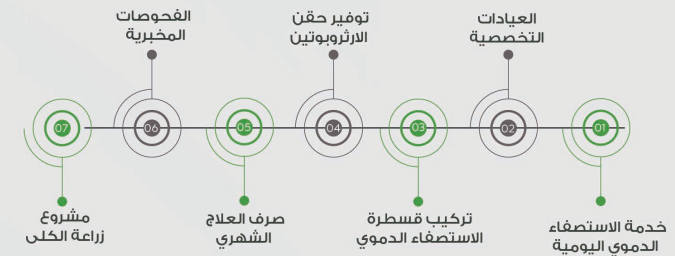 01
خدمة الاستصفاء
الدموي اليومية
02
العيادات
التخصصية
03
تركيب قسطرة
الاستصفاء الدموي
04
توفير حقن
الارثروبوتين
05
صرف العلاج
الشهري
06
الفحوصات
المخبرية
07
مشروع
زراعة الكلى